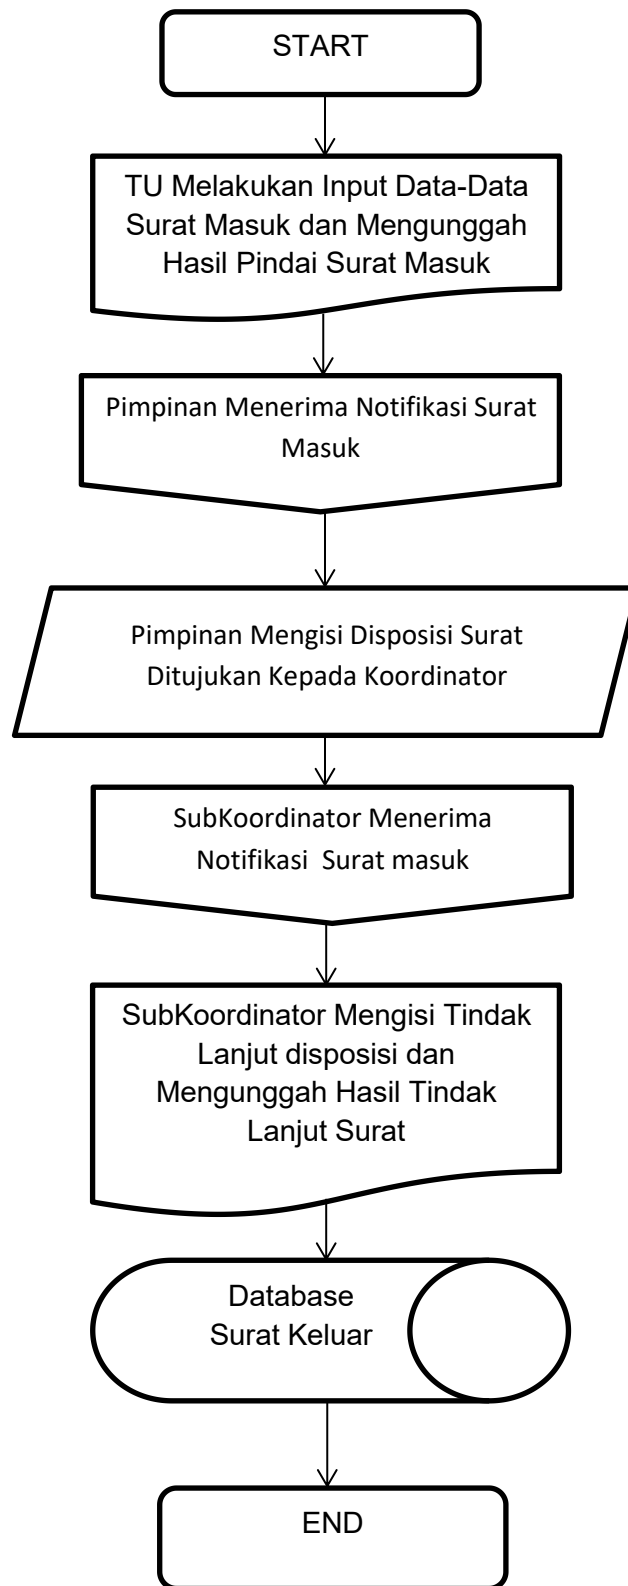 START
TU Melakukan Input Data-Data
Surat Masuk dan Mengunggah
Hasil Pindai Surat Masuk
Pimpinan Menerima Notifikasi Surat
Masuk
Pimpinan Mengisi Disposisi Surat
Ditujukan Kepada Koordinator
SubKoordinator Menerima
Notifikasi Surat masuk
SubKoordinator Mengisi Tindak
Lanjut disposisi dan
Mengunggah Hasil Tindak
Lanjut Surat
Database
Surat Keluar
END